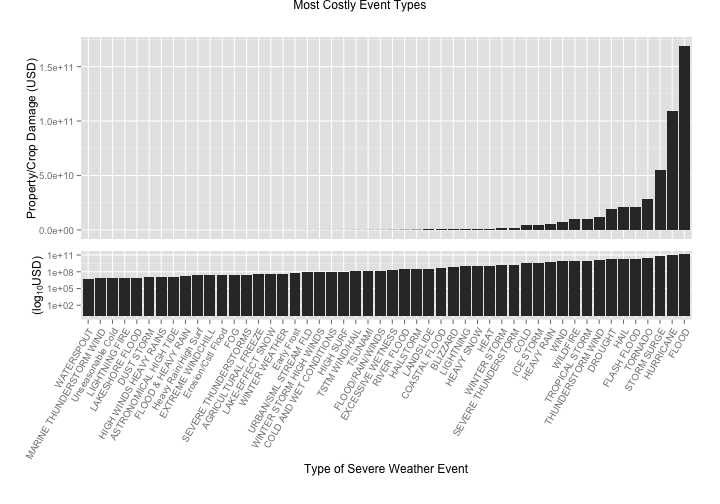 Most Costly Event Types
Property/Crop Damage (USD)
1.5e+11
1.0e+11
5.0e+10
0.0e+00
(log10USD)
1e+11
1e+08
1e+05
1e+02
WATERSPOUT
MARINE THUNDERSTORM WIND
Unseasonable Cold
LIGHTNING FIRE
LAKESHORE FLOOD
DUST STORM
HIGH WINDS HEAVY RAINS
ASTRONOMICAL HIGH TIDE
FLOOD & HEAVY RAIN
Heavy Rain/High Surf
EXTREME WINDCHILL
Erosion/Cstl Flood
FOG
SEVERE THUNDERSTORMS
AGRICULTURAL FREEZE
LAKE-EFFECT SNOW
WINTER WEATHER
Early Frost
URBAN/SML STREAM FLD
WINTER STORM HIGH WINDS
COLD AND WET CONDITIONS
HIGH SURF
TSTM WIND/HAIL
TSUNAMI
FLOOD/RAIN/WINDS
EXCESSIVE WETNESS
RIVER FLOOD
HAILSTORM
LANDSLIDE
COASTAL FLOOD
BLIZZARD
LIGHTNING
HEAVY SNOW
HEAT
WINTER STORM
SEVERE THUNDERSTORM
COLD
ICE STORM
HEAVY RAIN
WIND
WILDFIRE
TROPICAL STORM
THUNDERSTORM WIND
DROUGHT
HAIL
FLASH FLOOD
TORNADO
STORM SURGE
HURRICANE
FLOOD
Type of Severe Weather Event